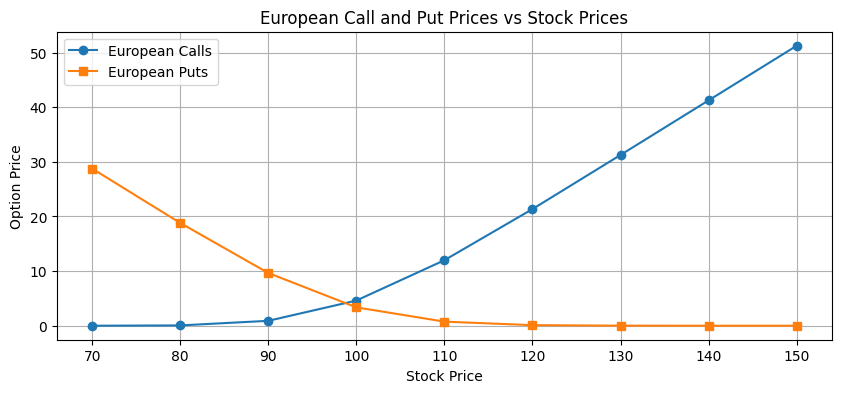 European Call and Put Prices vs Stock Prices
European Calls
European Puts
Option Price
50
40
30
20
10
0
70 80 90 100 110 120 130 140 150
Stock Price